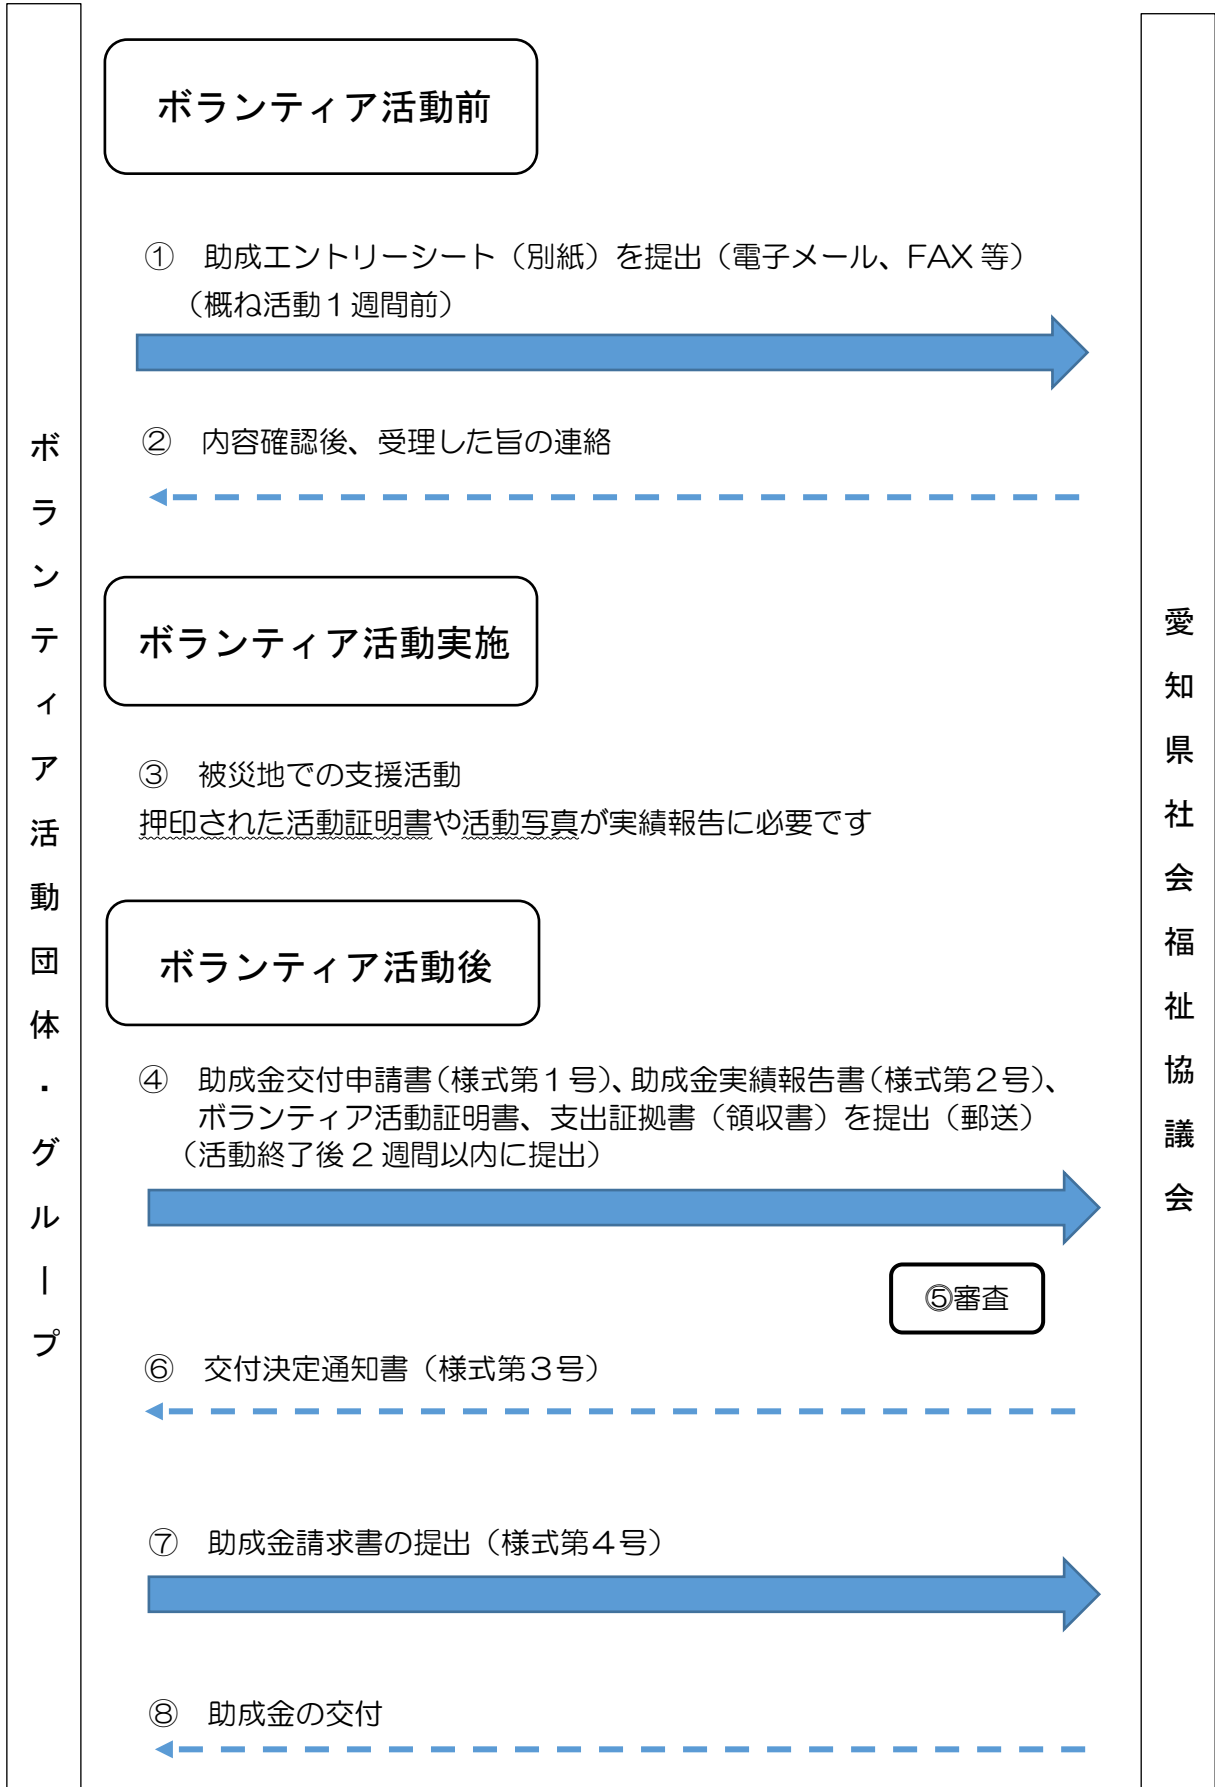 ボランティア活動団体・グループ
ボランティア活動前
① 助成エントリーシート（別紙）を提出（電子メール、FAX 等）
（概ね活動１週間前）
② 内容確認後、受理した旨の連絡
ボランティア活動実施
③ 被災地での支援活動
押印された活動証明書や活動写真が実績報告に必要です
ボランティア活動後
④ 助成金交付申請書（様式第１号）、助成金実績報告書（様式第２号）、
ボランティア活動証明書、支出証拠書（領収書）を提出（郵送）
（活動終了後２週間以内に提出）
⑤審査
⑥ 交付決定通知書（様式第３号）
⑦ 助成金請求書の提出（様式第４号）
⑧ 助成金の交付
愛知県社会福祉協議会